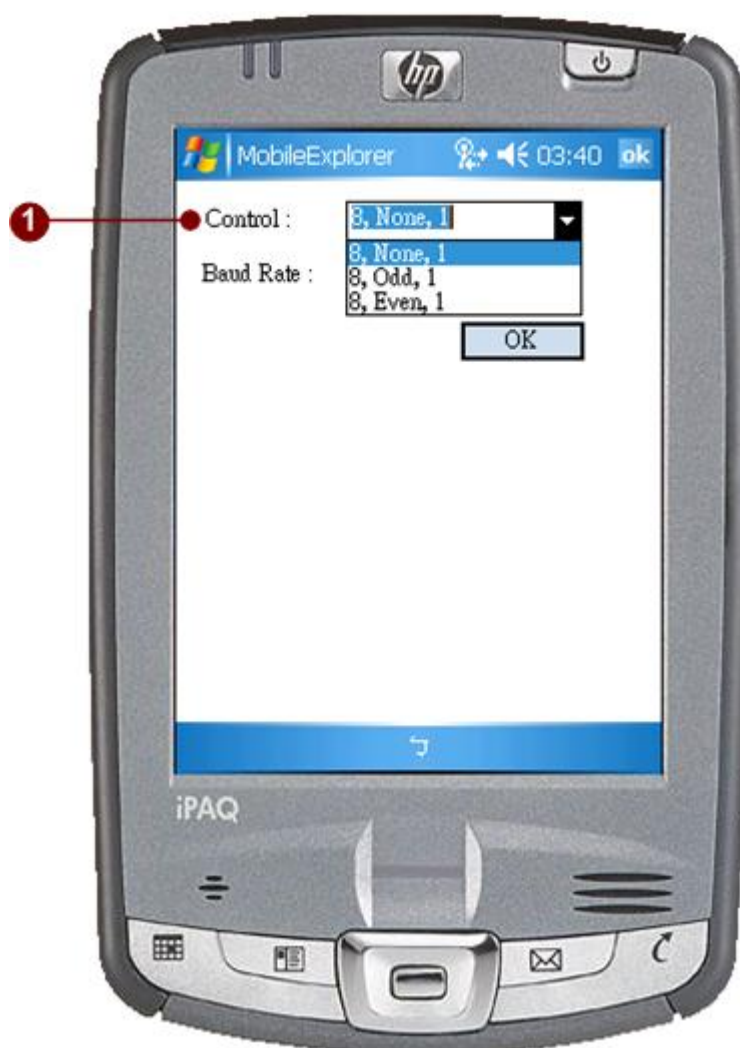 hp
MobileExplorer 03:40 ok
1
Control :
8, None, 1
8, None, 1
8, Odd, 1
8, Even, 1
Baud Rate :
OK
iPAQ